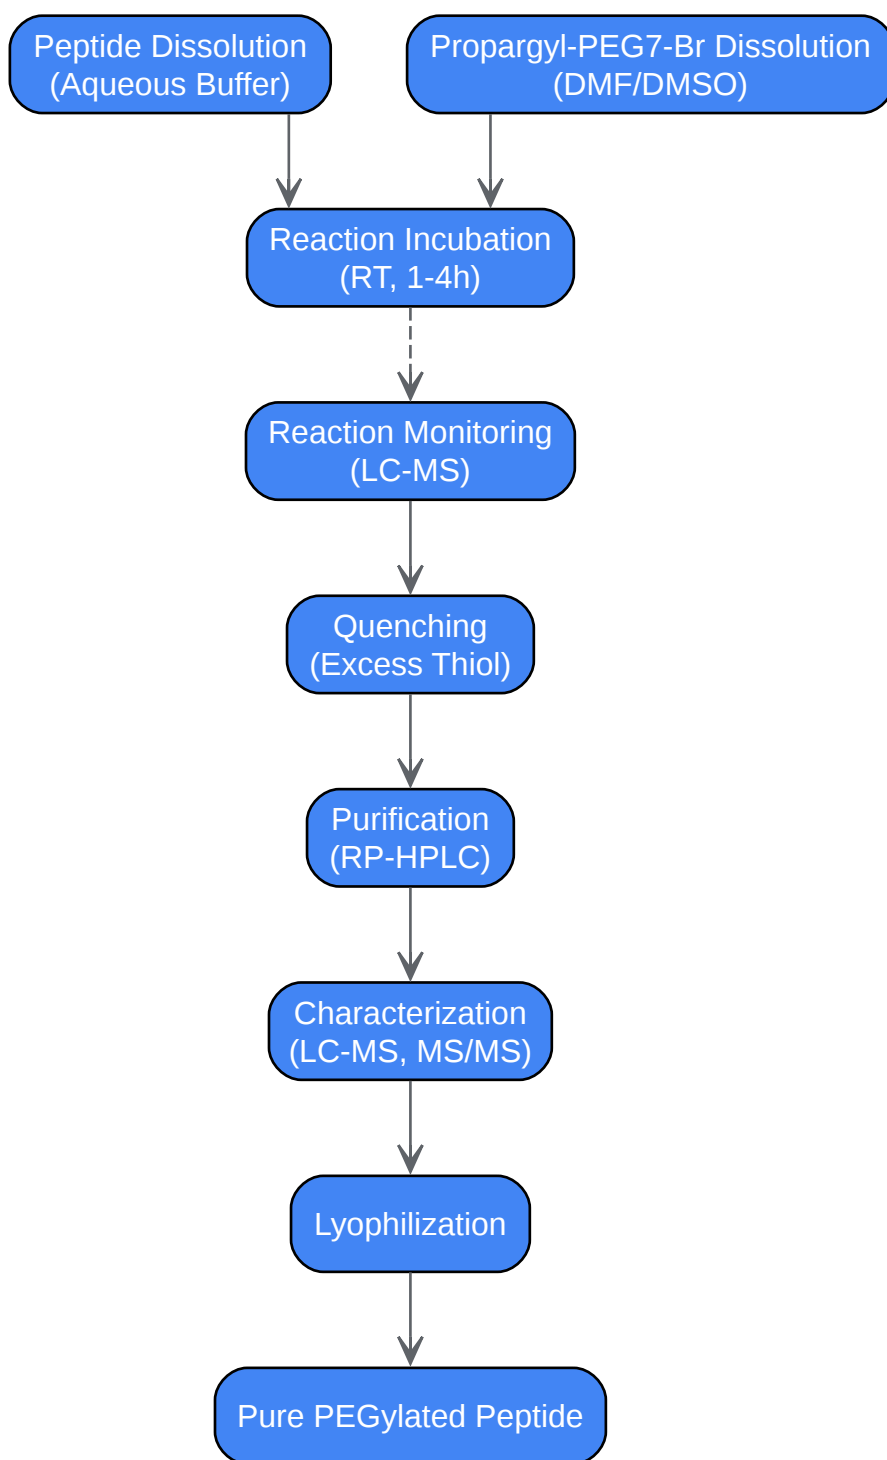 Peptide Dissolution
(Aqueous Buffer)
Propargyl-PEG7-Br Dissolution
(DMF/DMSO)
Reaction Incubation
(RT, 1-4h)
Reaction Monitoring
(LC-MS)
Quenching
(Excess Thiol)
Purification
(RP-HPLC)
Characterization
(LC-MS, MS/MS)
Lyophilization
Pure PEGylated Peptide